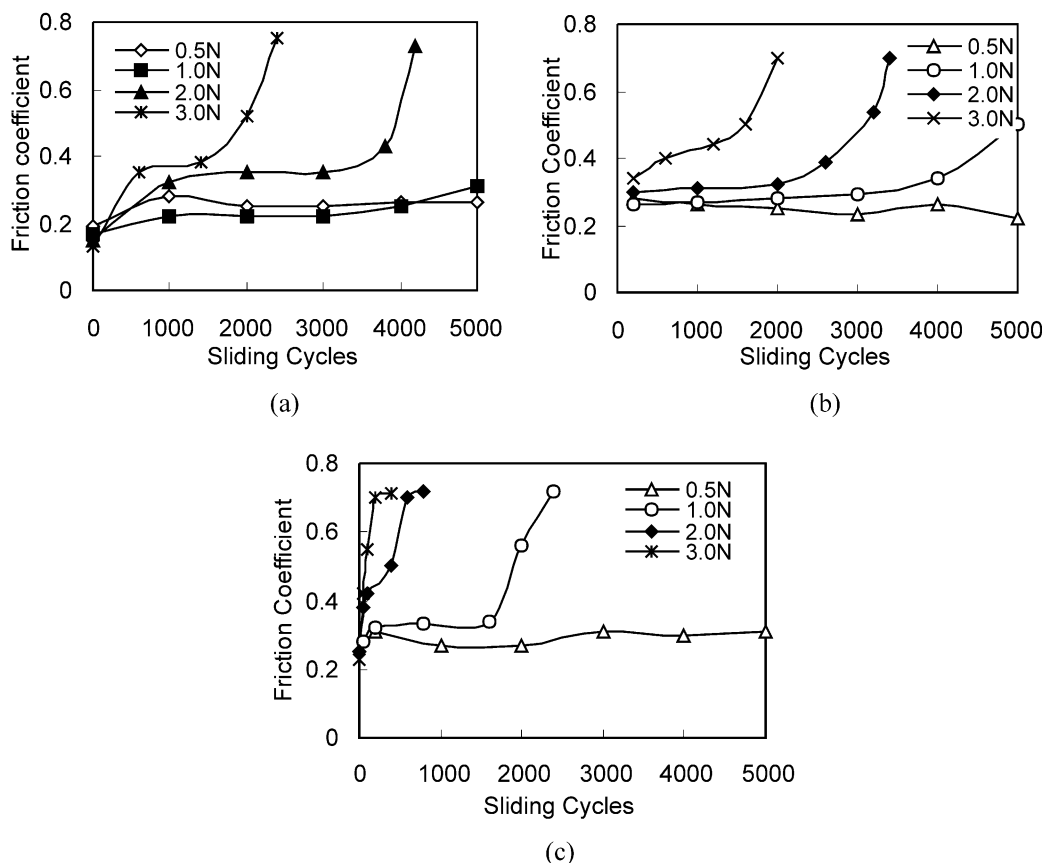 0.8
0.6
0.4
0.2
0
Friction coefficient
0.5N
1.0N
2.0N
3.0N
0 1000 2000 3000 4000 5000
Sliding Cycles
(a)
0.8
0.6
0.4
0.2
0
Friction Coefficient
0.5N
1.0N
2.0N
3.0N
0 1000 2000 3000 4000 5000
Sliding Cycles
(b)
0.8
0.6
0.4
0.2
0
Friction Coefficient
0.5N
1.0N
2.0N
3.0N
0 1000 2000 3000 4000 5000
Sliding Cycles
(c)